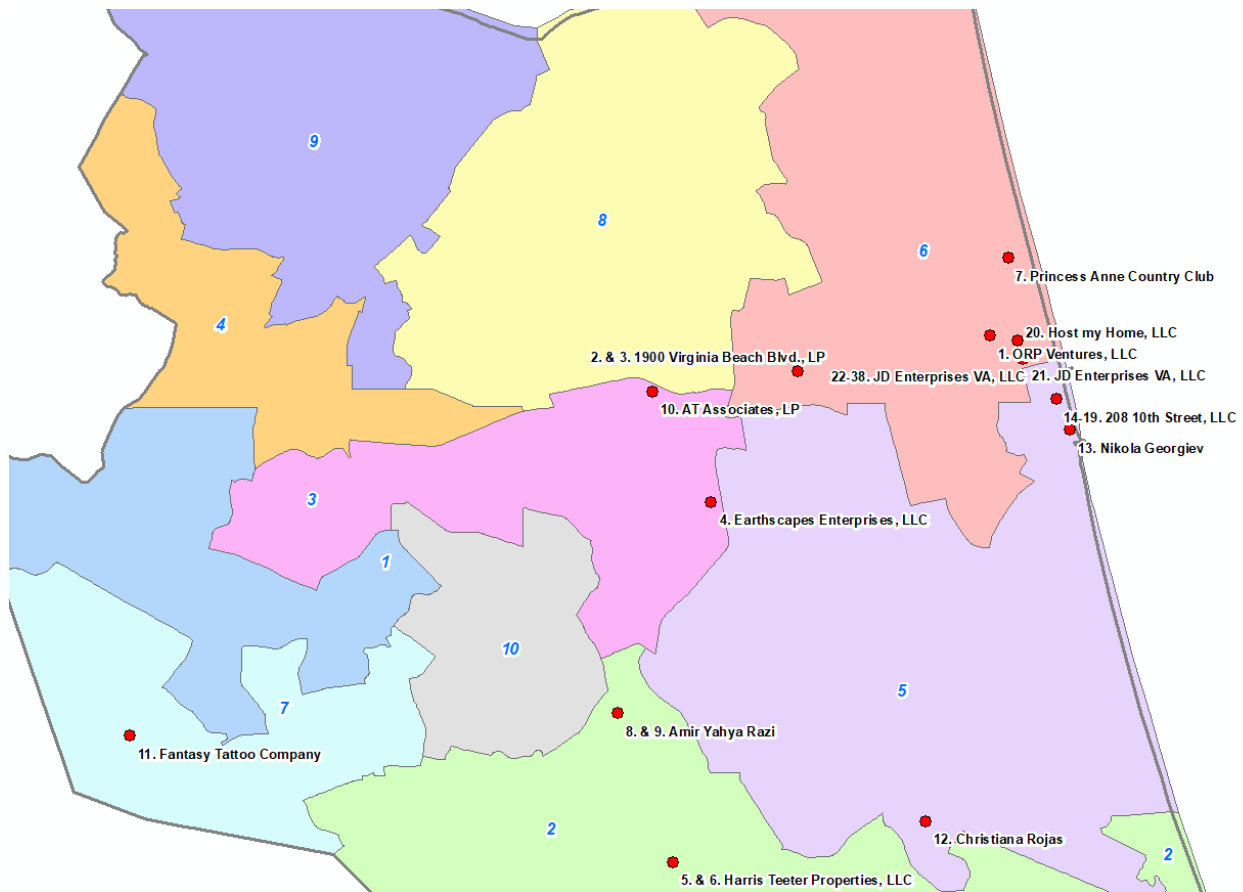 9
8
6
7. Princess Anne Country Club
4
20. Host my Home, LLC
2. & 3. 1900 Virginia Beach Blvd., LP
1. ORP Ventures, LLC
22-38. JD Enterprises VA, LLC
21. JD Enterprises VA, LLC
10. AT Associates, LP
14-19. 208 10th Street, LLC
13. Nikola Georgiev
3
4. Earthscapes Enterprises, LLC
1
10
5
7
8. & 9. Amir Yahya Razi
11. Fantasy Tattoo Company
2
12. Christiana Rojas
2
5. & 6. Harris Teeter Properties, LLC